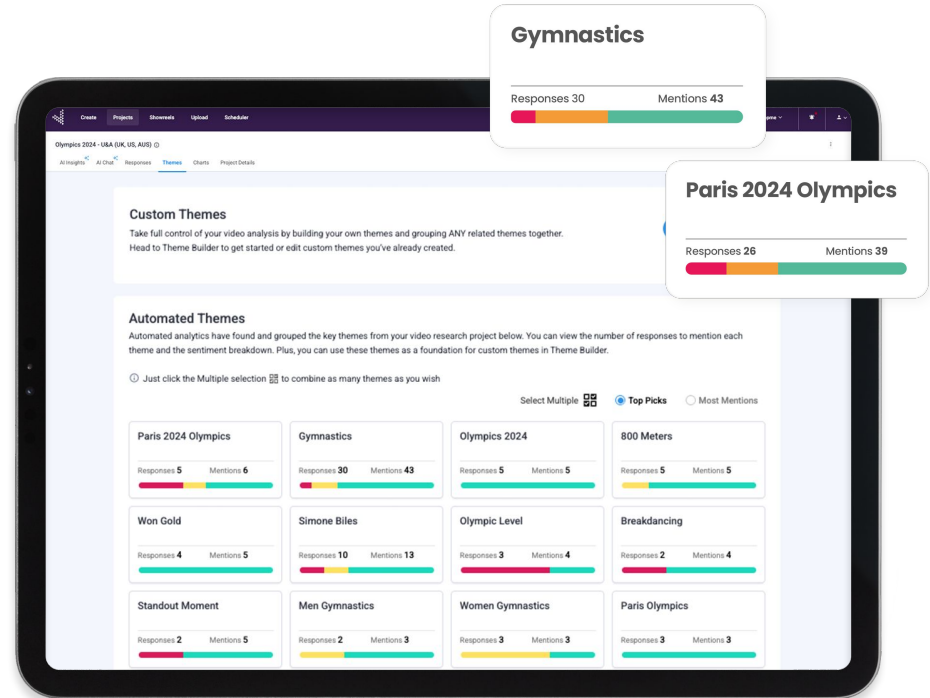 Gymnastics
Responses 30 Mentions 43
Create Projects Showreels Upload Scheduler
Olympics 2024 - U&A (UK, US, AUS)
AI Insights AI Chat Responses Themes Charts Project Details
Paris 2024 Olympics
Responses 26 Mentions 39
Custom Themes
Take full control of your video analysis by building your own themes and grouping ANY related themes together.
Head to Theme Builder to get started or edit custom themes you've already created.
Automated Themes
Automated analytics have found and grouped the key themes from your video research project below. You can view the number of responses to mention each
theme and the sentiment breakdown. Plus, you can use these themes as a foundation for custom themes in Theme Builder.
Just click the Multiple selection to combine as many themes as you wish
Select Multiple Top Picks Most Mentions
Paris 2024 Olympics Gymnastics Olympics 2024 800 Meters
Responses 5 Mentions 6 Responses 30 Mentions 43 Responses 5 Mentions 5 Responses 5 Mentions 5
Won Gold Simone Biles Olympic Level Breakdancing
Responses 4 Mentions 5 Responses 10 Mentions 13 Responses 3 Mentions 4 Responses 2 Mentions 4
Standout Moment Men Gymnastics Women Gymnastics Paris Olympics
Responses 2 Mentions 5 Responses 2 Mentions 3 Responses 3 Mentions 3 Responses 3 Mentions 3